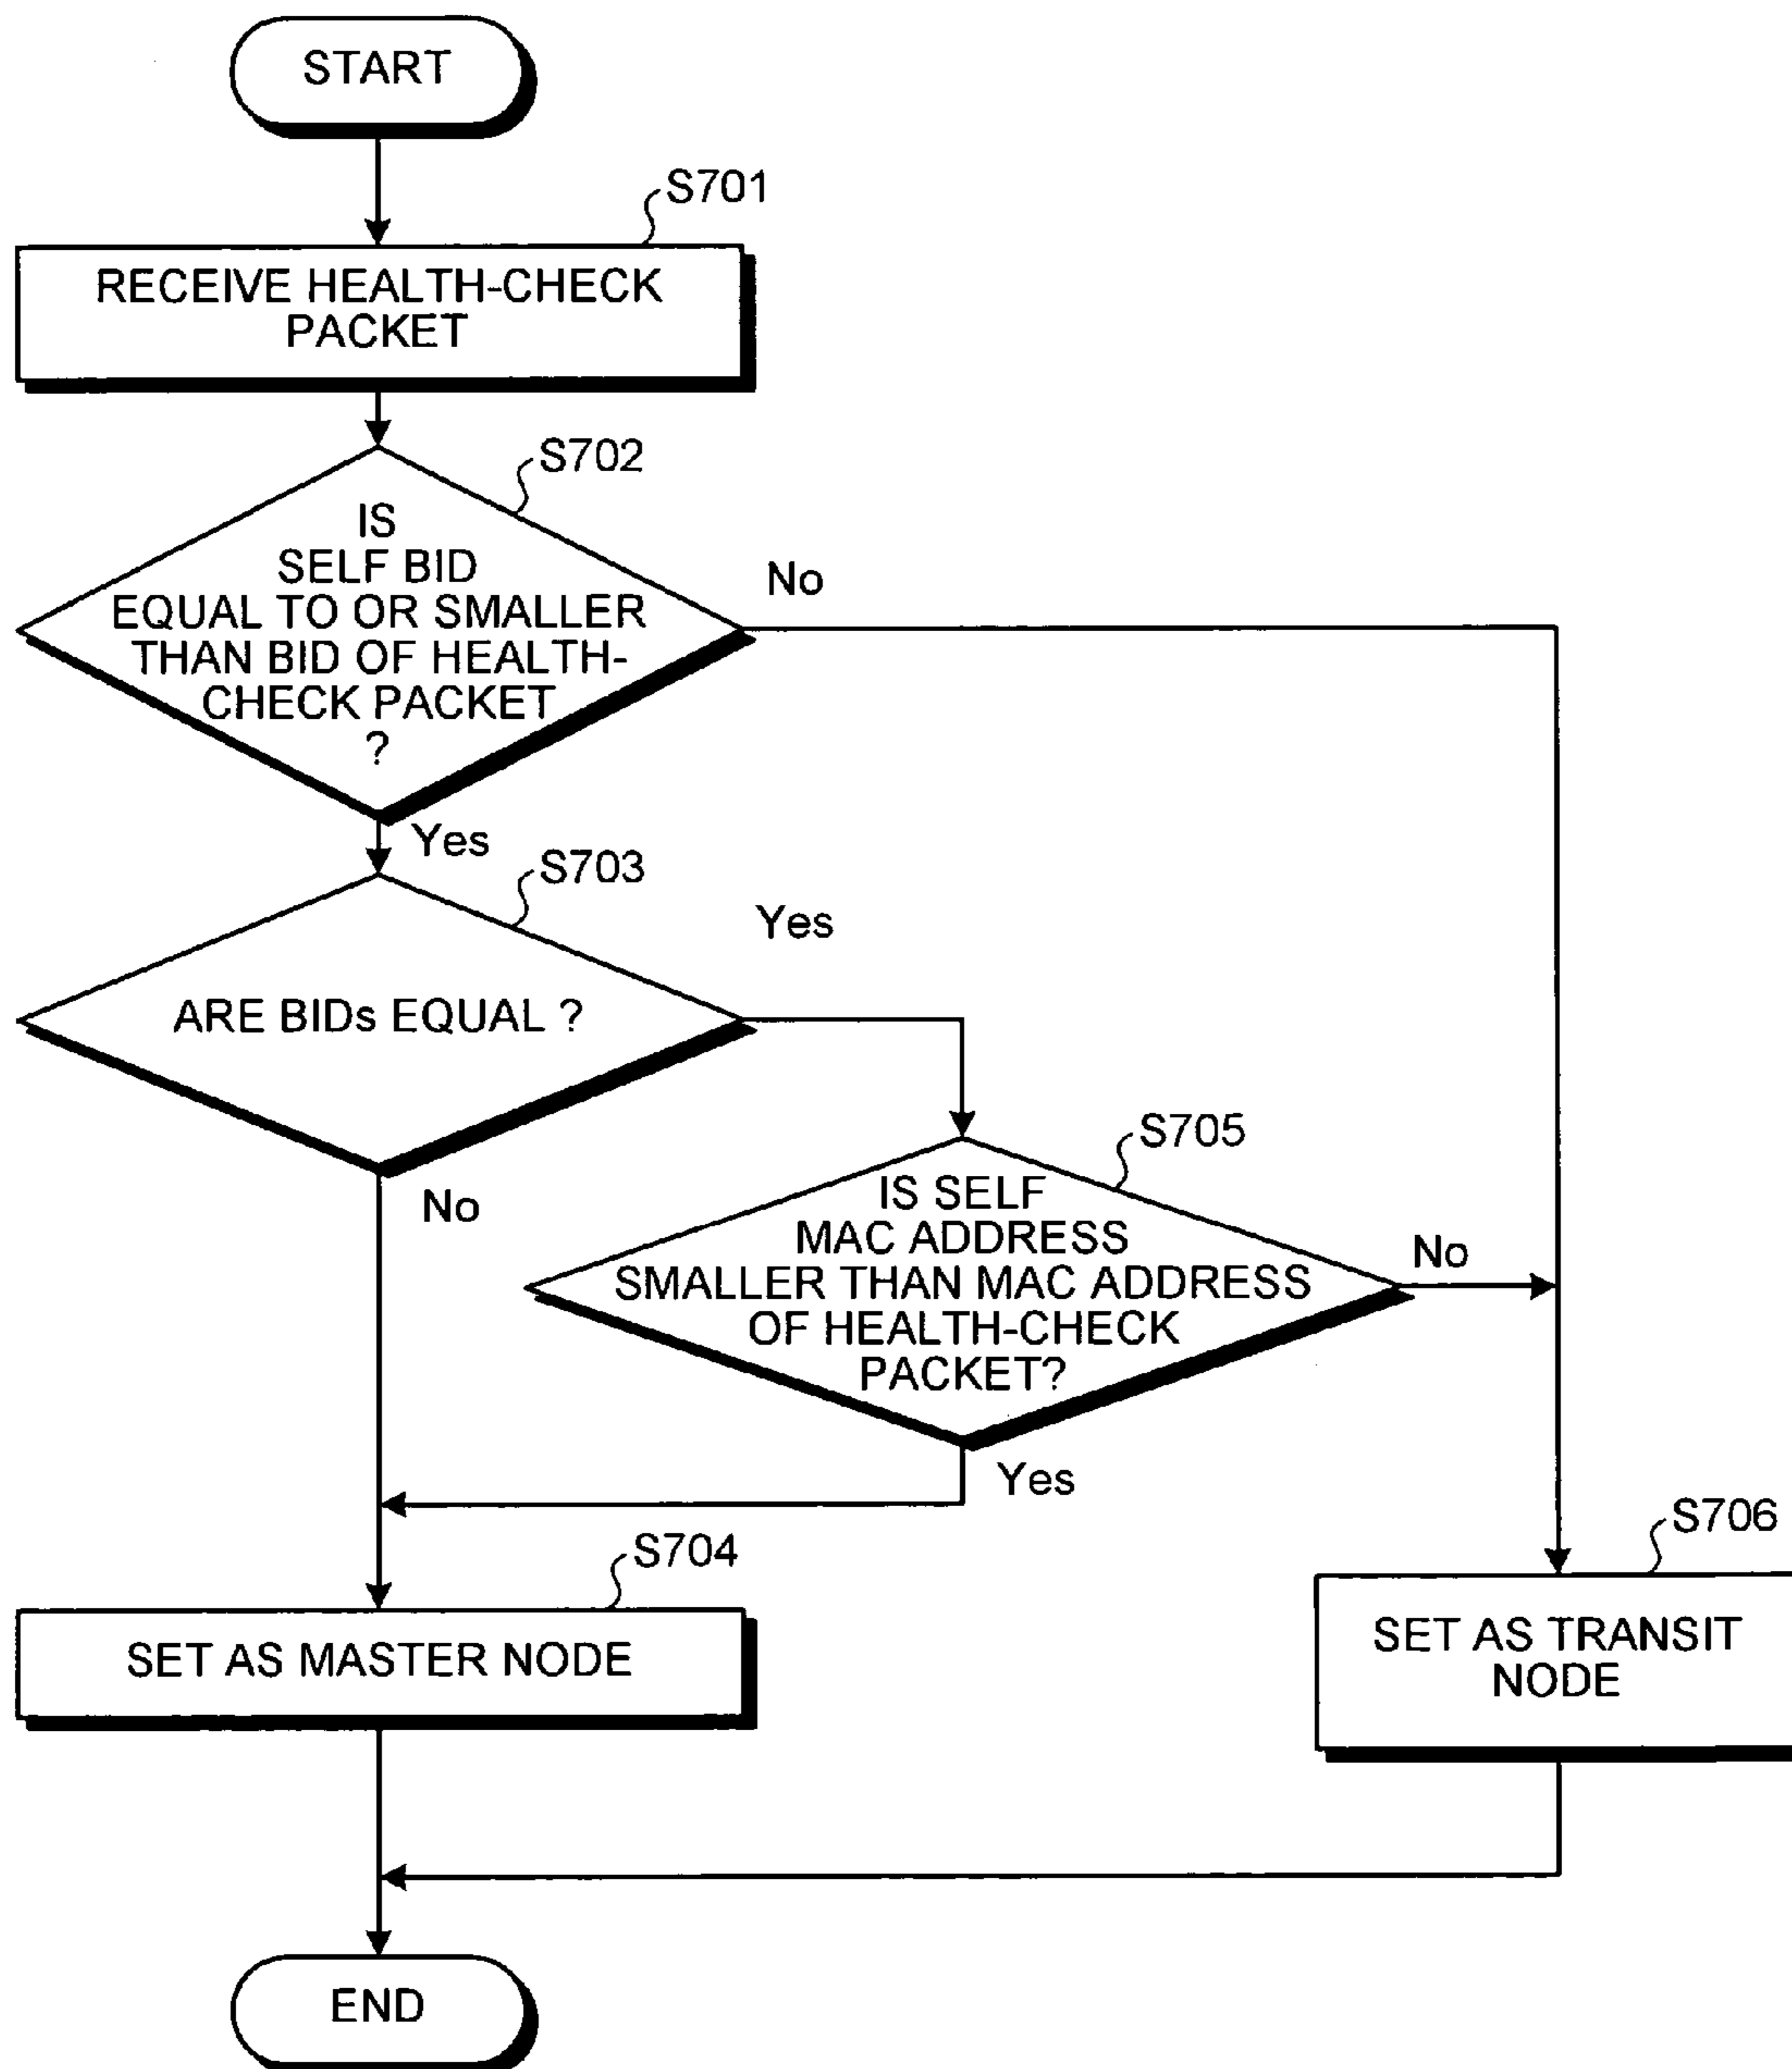 START
S701
RECEIVE HEALTH-CHECK
PACKET
S702
IS
SELF BID
EQUAL TO OR SMALLER
THAN BID OF HEALTH-
CHECK PACKET
?
No
Yes
S703
Yes
ARE BIDs EQUAL ?
No
S705
IS SELF
MAC ADDRESS
SMALLER THAN MAC ADDRESS
OF HEALTH-CHECK
PACKET?
No
Yes
S704
SET AS MASTER NODE
S706
SET AS TRANSIT
NODE
END